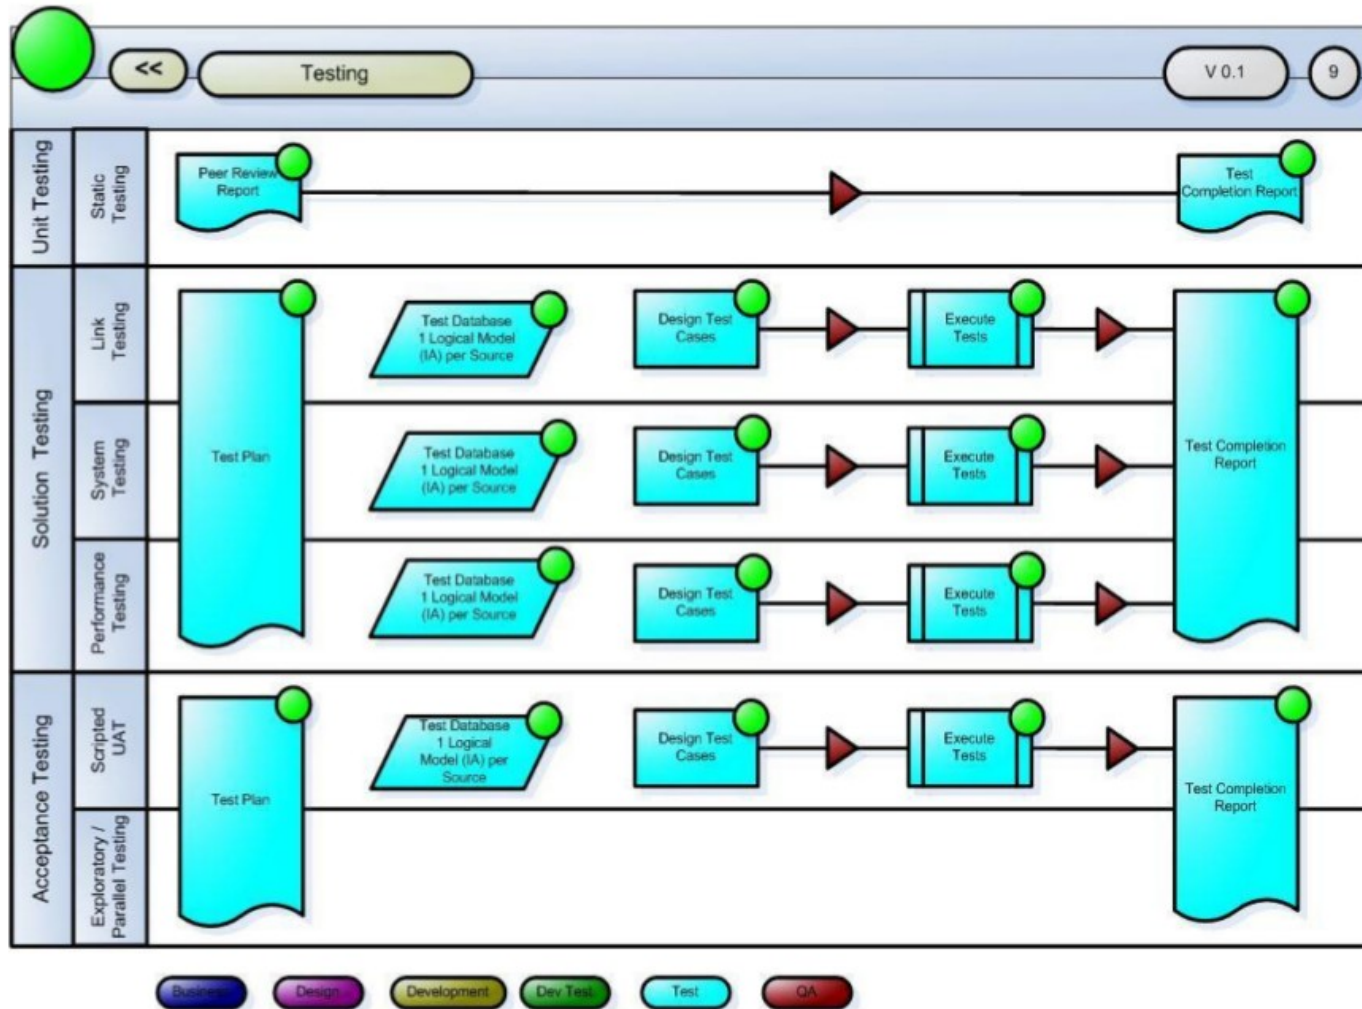 <<
Testing
V 0.1
9
Unit Testing
Static
Testing
Peer Review
Report
Test
Completion Report
Solution Testing
Link
Testing
Test Plan
Test Database
1 Logical Model
(IA) per Source
Design Test
Cases
Execute
Tests
Test Completion
Report
System
Testing
Test Database
1 Logical Model
(IA) per Source
Design Test
Cases
Execute
Tests
Performance
Testing
Test Database
1 Logical Model
(IA) per Source
Design Test
Cases
Execute
Tests
Acceptance Testing
Scripted
UAT
Test Plan
Test Database
1 Logical
Model (IA) per
Source
Design Test
Cases
Execute
Tests
Test Completion
Report
Exploratory /
Parallel Testing
Business
Design
Development
Dev Test
Test
QA